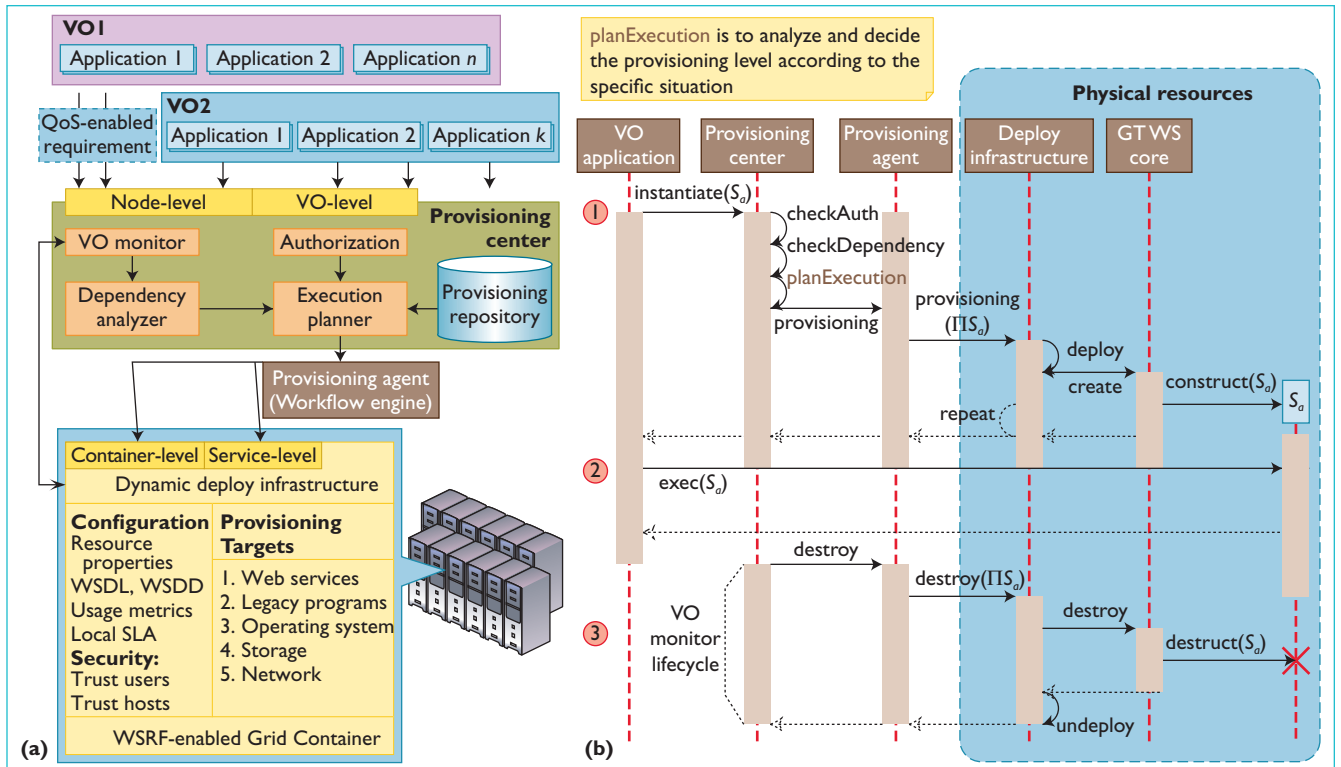 VO1
Application 1
Application 2
Application n
QoS-enabled
requirement
VO2
Application 1
Application 2
Application k
Node-level
VO-level
Provisioning
center
VO monitor
Authorization
Dependency
analyzer
Execution
planner
Provisioning
repository
Provisioning agent
(Workflow engine)
Container-level
Service-level
Dynamic deploy infrastructure
Configuration
Resource
properties
WSDL, WSDD
Usage metrics
Local SLA
Security:
Trust users
Trust hosts
Provisioning
Targets
1. Web services
2. Legacy programs
3. Operating system
4. Storage
5. Network
WSRF-enabled Grid Container
(a)
planExecution is to analyze and decide
the provisioning level according to the
specific situation
Physical resources
VO
application
Provisioning
center
Provisioning
agent
Deploy
infrastructure
GT WS
core
1
instantiate(Sa)
checkAuth
checkDependency
planExecution
provisioning
provisioning
(ΠSa)
deploy
create
construct(Sa)
Sa
repeat
2
exec(Sa)
destroy
destroy(ΠSa)
3
VO
monitor
lifecycle
destroy
destruct(Sa)
undeploy
(b)